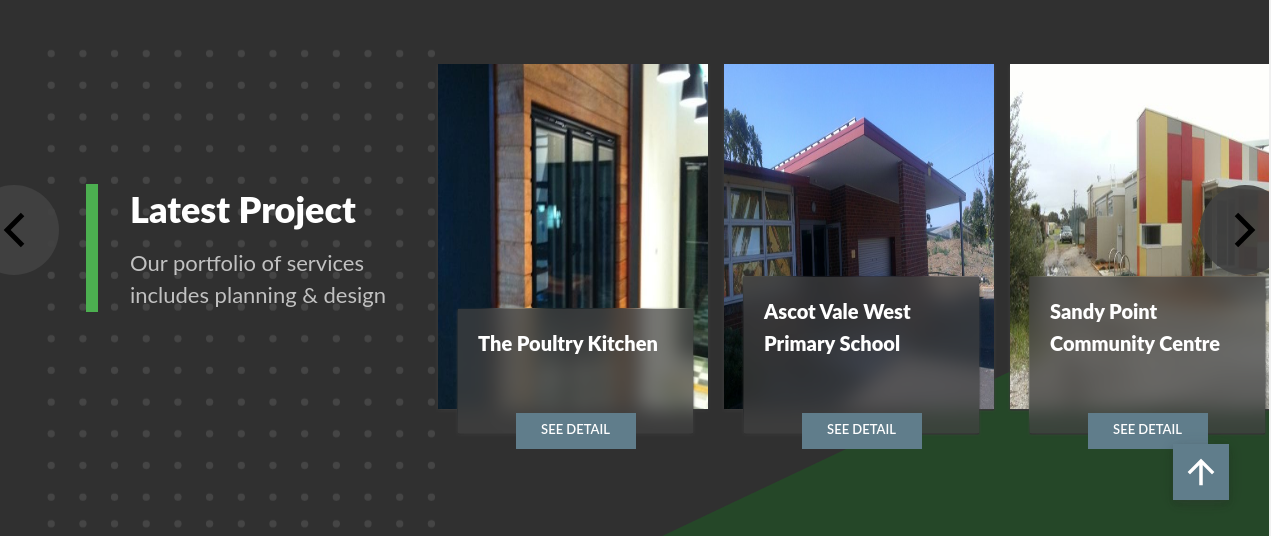 Latest Project
Our portfolio of services
includes planning & design
The Poultry Kitchen
SEE DETAIL
Ascot Vale West
Primary School
SEE DETAIL
Sandy Point
Community Centre
SEE DETAIL